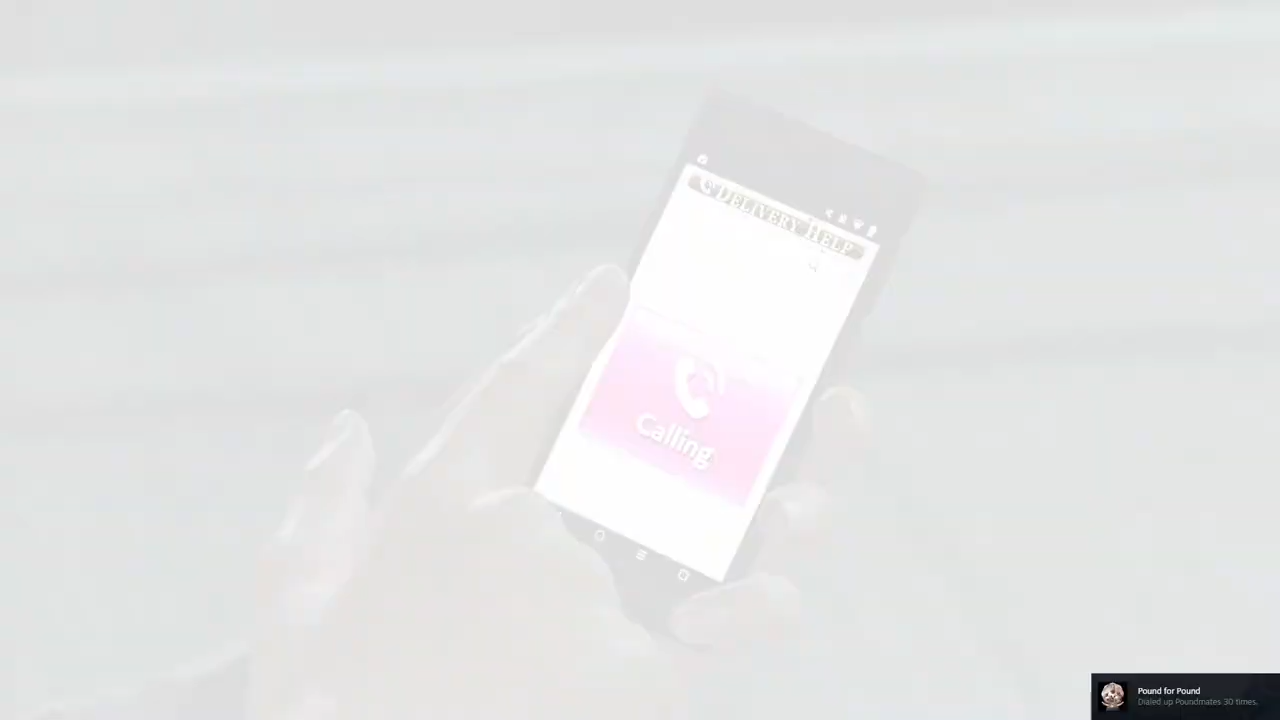 Delivery Help
Calling
Pound for Pound
Dialed up Poundmates 30 times.